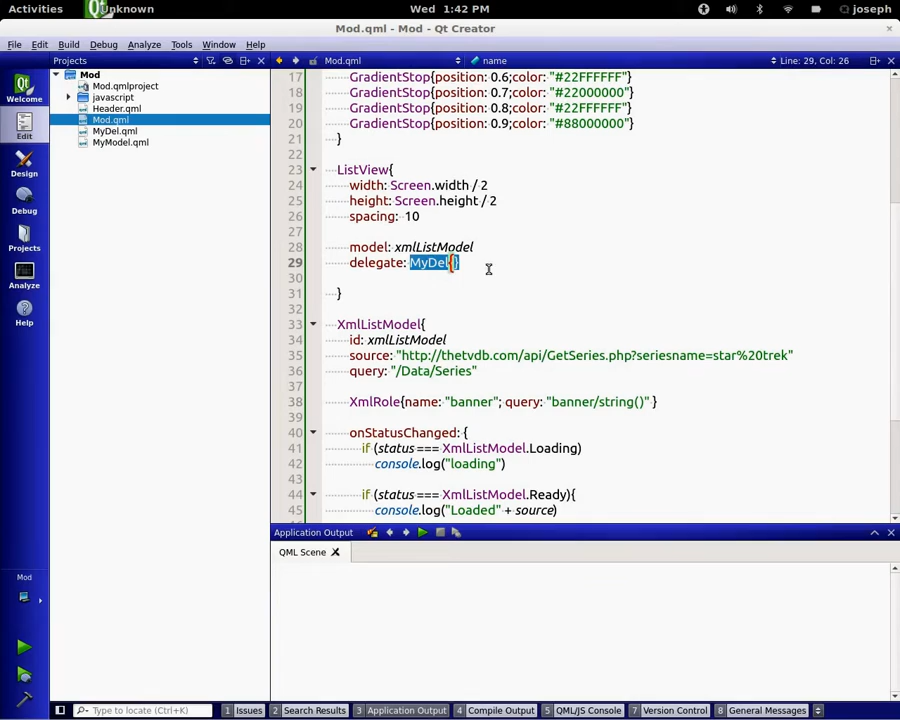 Activities Unknown Wed 1:42 PM joseph
Mod.qml - Mod - Qt Creator
File Edit Build Debug Analyze Tools Window Help
Projects Mod.qml name Line: 29, Col: 26
Welcome
Edit
Design
Debug
Projects
Analyze
Help
Mod
Mod.qmlproject
javascript
Header.qml
Mod.qml
MyDel.qml
MyModel.qml
17 GradientStop{position: 0.6;color: "#22FFFFFF"}
18 GradientStop{position: 0.7;color: "#22000000"}
19 GradientStop{position: 0.8;color: "#22FFFFFF"}
20 GradientStop{position: 0.9;color: "#88000000"}
21 }
22
23 ListView{
24 width: Screen.width / 2
25 height: Screen.height / 2
26 spacing: 10
27
28 model: xmlListModel
29 delegate: MyDel{}
30
31 }
32
33 XmlListModel{
34 id: xmlListModel
35 source: "http://thetvdb.com/api/GetSeries.php?seriesname=star%20trek"
36 query: "/Data/Series"
37
38 XmlRole{name: "banner"; query: "banner/string()" }
39
40 onStatusChanged: {
41 if (status === XmlListModel.Loading)
42 console.log("loading")
43
44 if (status === XmlListModel.Ready){
45 console.log("Loaded" + source)
Application Output
QML Scene
Mod
Type to locate (Ctrl+K)
1 Issues 2 Search Results 3 Application Output 4 Compile Output 5 QML/JS Console 7 Version Control 8 General Messages